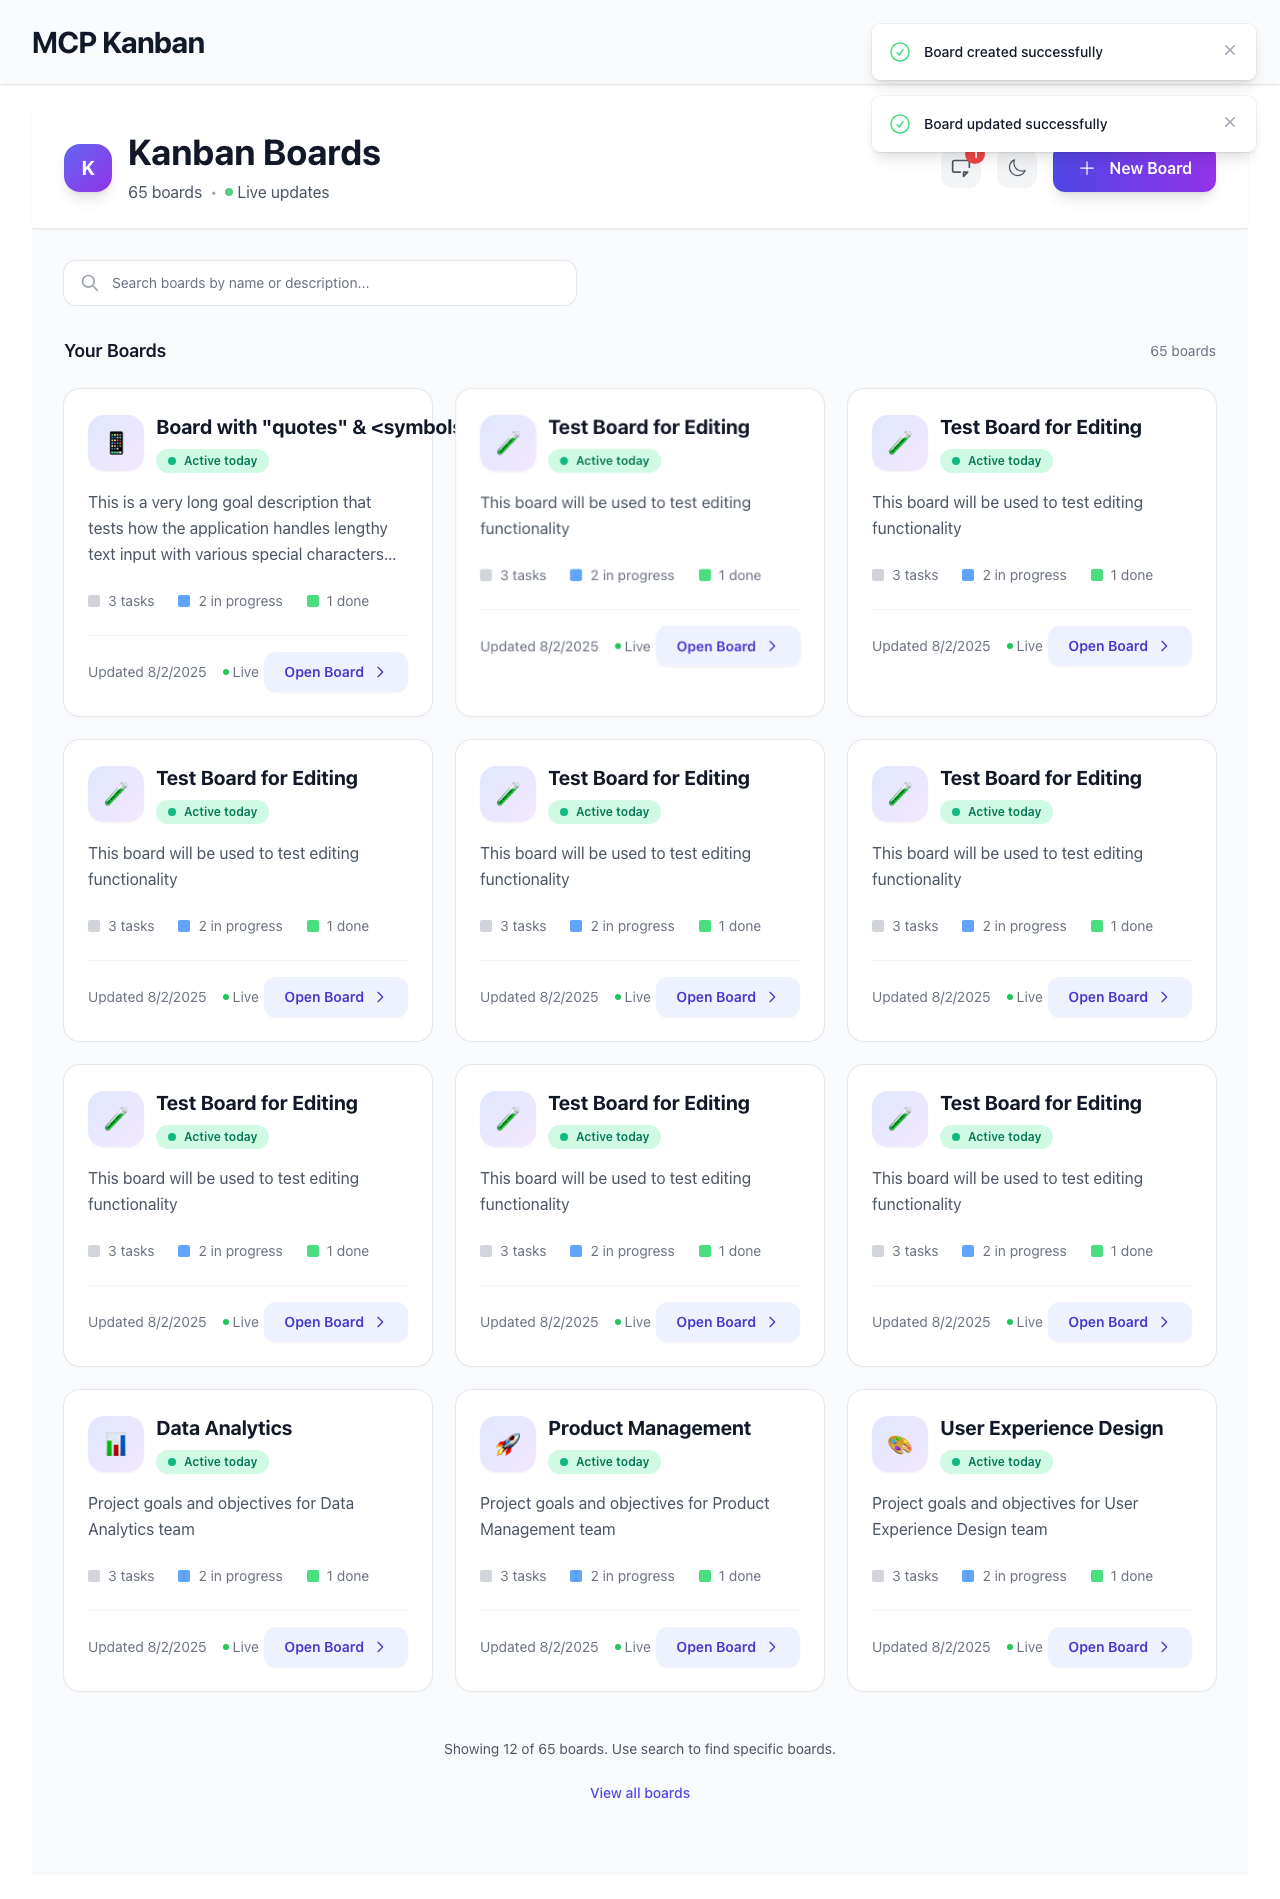 MCP Kanban
Board created successfully
Board updated successfully
K
Kanban Boards
65 boards • Live updates
New Board
Search boards by name or description...
Your Boards
65 boards
Board with "quotes" & <symbols
Active today
This is a very long goal description that
tests how the application handles lengthy
text input with various special characters...
3 tasks 2 in progress 1 done
Updated 8/2/2025 Live Open Board
Test Board for Editing
Active today
This board will be used to test editing
functionality
3 tasks 2 in progress 1 done
Updated 8/2/2025 Live Open Board
Test Board for Editing
Active today
This board will be used to test editing
functionality
3 tasks 2 in progress 1 done
Updated 8/2/2025 Live Open Board
Test Board for Editing
Active today
This board will be used to test editing
functionality
3 tasks 2 in progress 1 done
Updated 8/2/2025 Live Open Board
Test Board for Editing
Active today
This board will be used to test editing
functionality
3 tasks 2 in progress 1 done
Updated 8/2/2025 Live Open Board
Test Board for Editing
Active today
This board will be used to test editing
functionality
3 tasks 2 in progress 1 done
Updated 8/2/2025 Live Open Board
Test Board for Editing
Active today
This board will be used to test editing
functionality
3 tasks 2 in progress 1 done
Updated 8/2/2025 Live Open Board
Test Board for Editing
Active today
This board will be used to test editing
functionality
3 tasks 2 in progress 1 done
Updated 8/2/2025 Live Open Board
Test Board for Editing
Active today
This board will be used to test editing
functionality
3 tasks 2 in progress 1 done
Updated 8/2/2025 Live Open Board
Data Analytics
Active today
Project goals and objectives for Data
Analytics team
3 tasks 2 in progress 1 done
Updated 8/2/2025 Live Open Board
Product Management
Active today
Project goals and objectives for Product
Management team
3 tasks 2 in progress 1 done
Updated 8/2/2025 Live Open Board
User Experience Design
Active today
Project goals and objectives for User
Experience Design team
3 tasks 2 in progress 1 done
Updated 8/2/2025 Live Open Board
Showing 12 of 65 boards. Use search to find specific boards.
View all boards